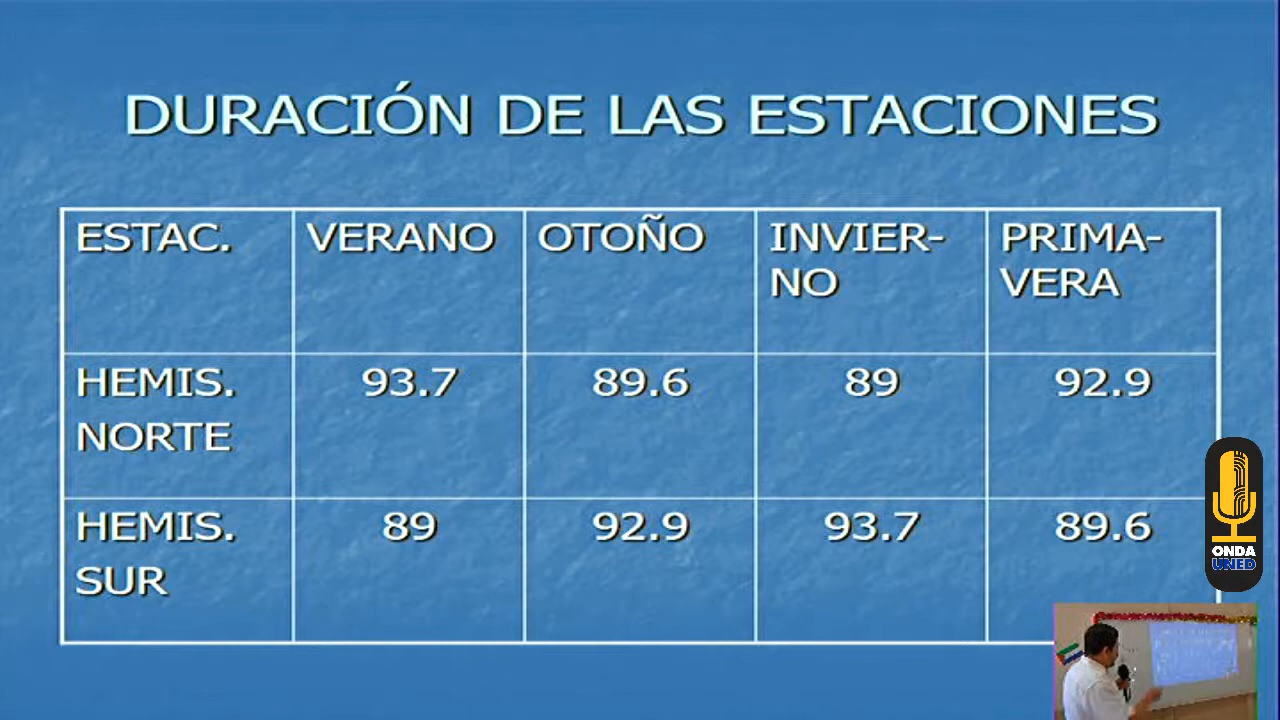 DURACIÓN DE LAS ESTACIONES
ESTAC. VERANO OTOÑO INVIER- PRIMA-
NO VERA
HEMIS. 93.7 89.6 89 92.9
NORTE
HEMIS. 89 92.9 93.7 89.6
SUR
ONDA
UNED